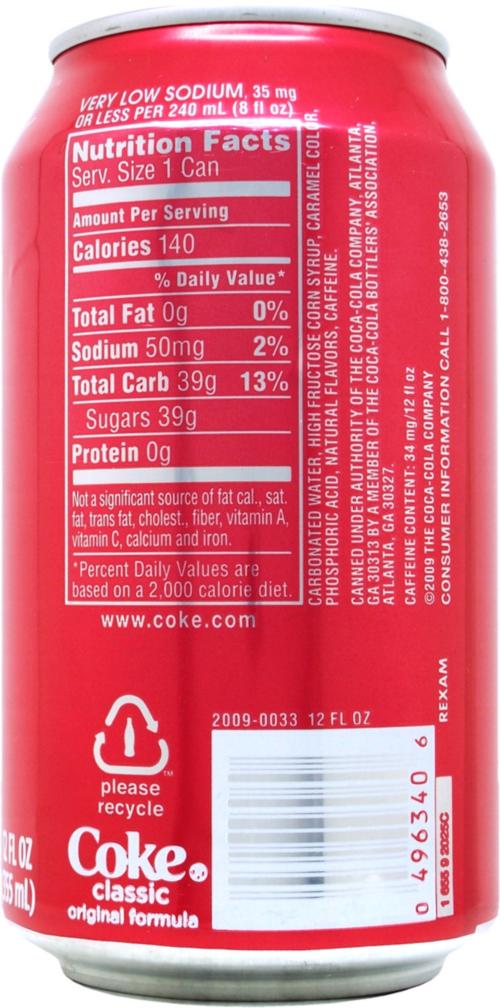 VERY LOW SODIUM, 35 mg
OR LESS PER 240 mL (8 fl oz)
Nutrition Facts
Serv. Size 1 Can
Amount Per Serving
Calories 140
% Daily Value*
Total Fat 0g 0%
Sodium 50mg 2%
Total Carb 39g 13%
Sugars 39g
Protein 0g
Not a significant source of fat cal., sat.
fat, trans fat, cholest., fiber, vitamin A,
vitamin C, calcium and iron.
*Percent Daily Values are
based on a 2,000 calorie diet.
www.coke.com
CARBONATED WATER, HIGH FRUCTOSE CORN SYRUP, CARAMEL COLOR,
PHOSPHORIC ACID, NATURAL FLAVORS, CAFFEINE.
CANNED UNDER AUTHORITY OF THE COCA-COLA COMPANY, ATLANTA,
GA 30313 BY A MEMBER OF THE COCA-COLA BOTTLERS' ASSOCIATION,
ATLANTA, GA 30327.
CAFFEINE CONTENT: 34 mg/12 fl oz
©2009 THE COCA-COLA COMPANY
CONSUMER INFORMATION CALL 1-800-438-2653
REXAM
TM
please
recycle
2009-0033 12 FL OZ
0 496340 6
Coke
classic
original formula
FL OZ
mL)